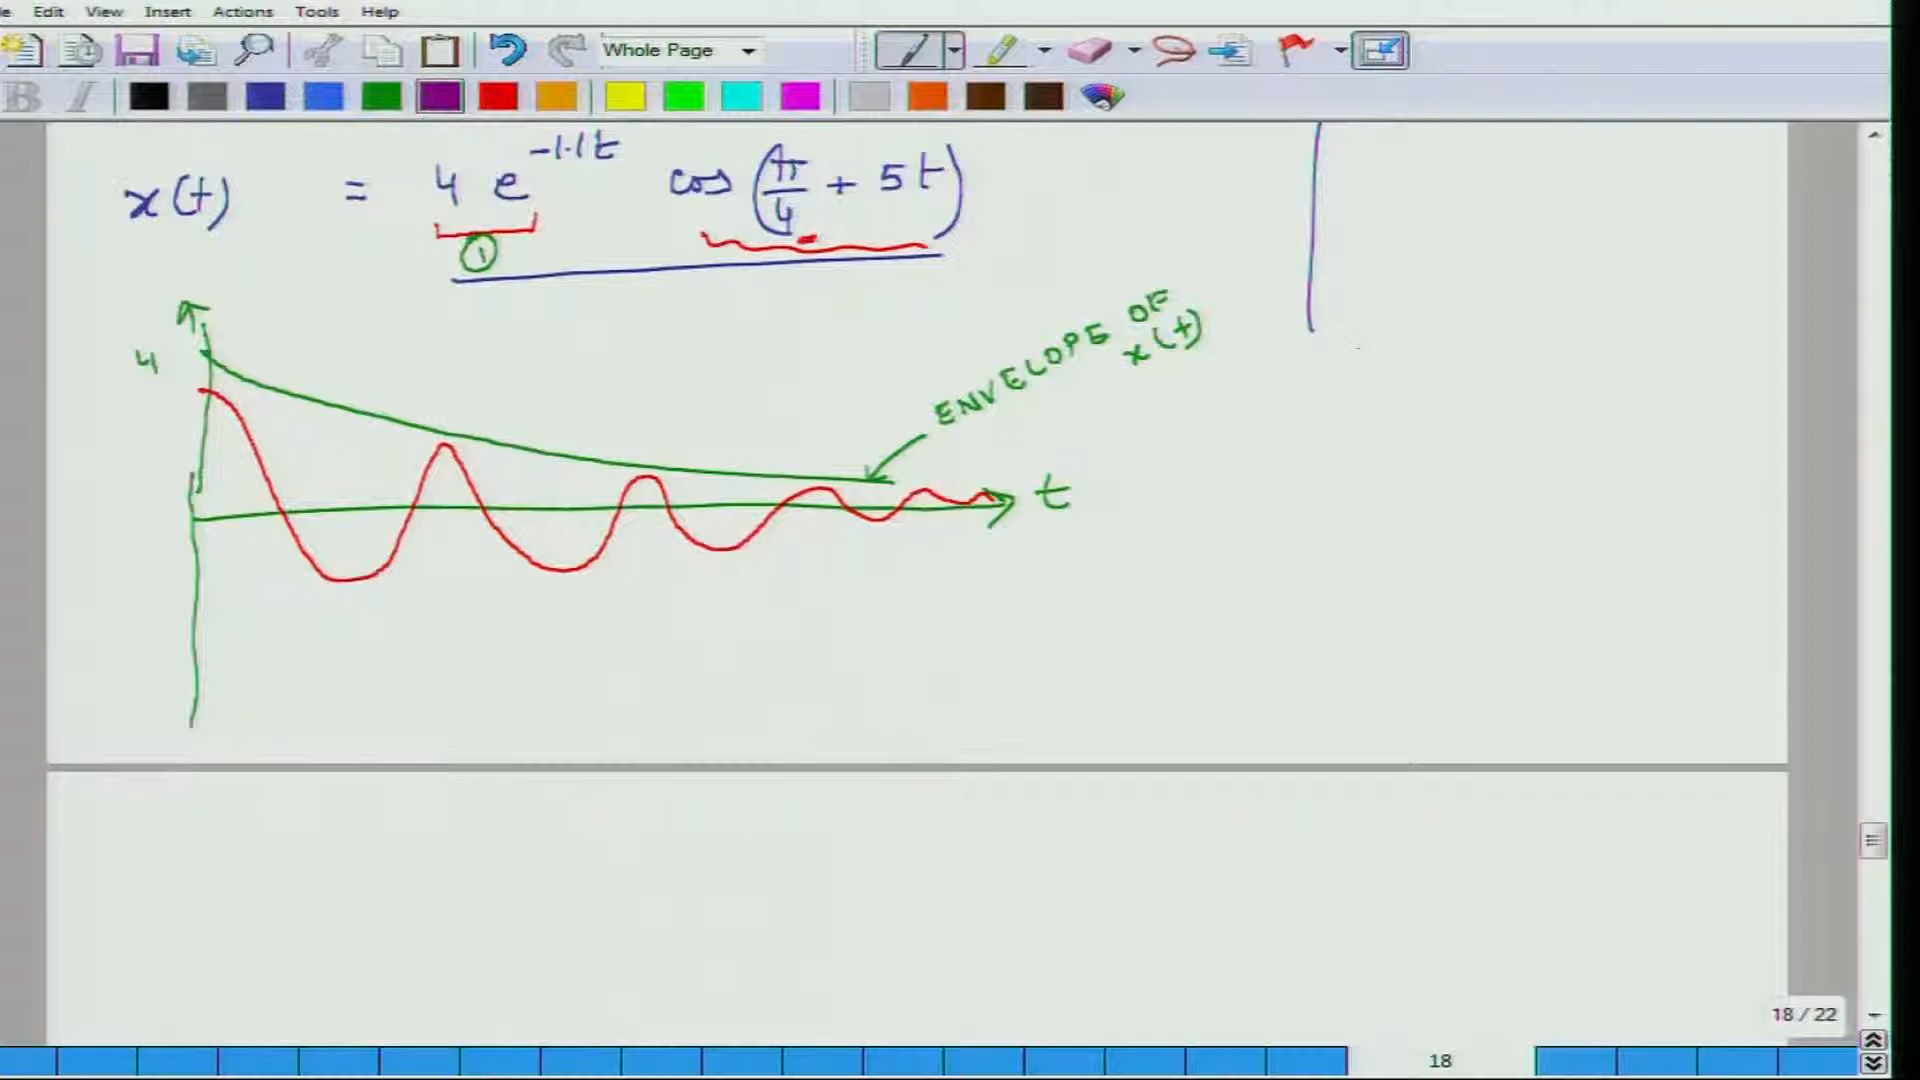 Edit View Insert Actions Tools Help
Whole Page
B I
x(t) = 4 e^{-1.1t} cos(π/4 + 5t)
1
4
ENVELOPE OF
x(t)
t
18 / 22
18